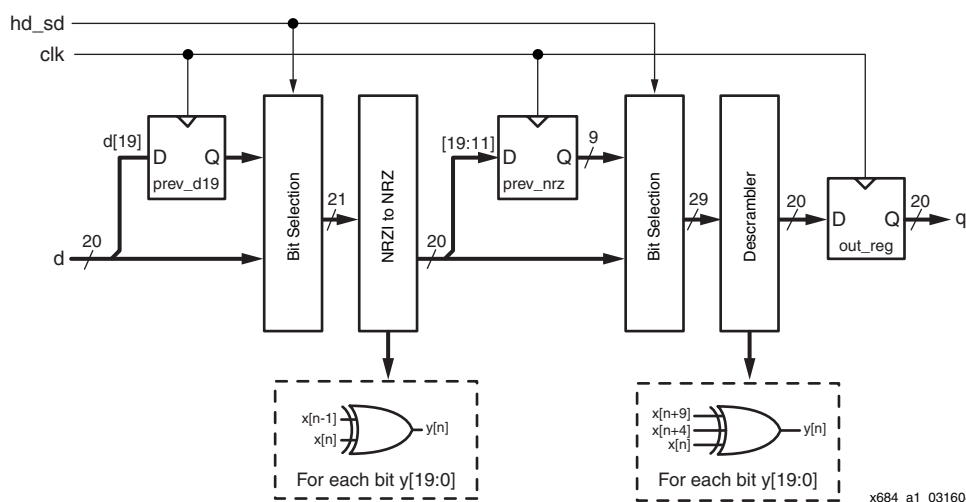 hd_sd
clk
d[19]
D Q
prev_d19
20
d
Bit Selection
21
NRZI to NRZ
20
[19:11]
D Q
prev_nrz
9
Bit Selection
29
Descrambler
20
D Q
out_reg
20
q
x[n-1]
x[n]
y[n]
For each bit y[19:0]
x[n+9]
x[n+4]
x[n]
y[n]
For each bit y[19:0]
x684_a1_03160